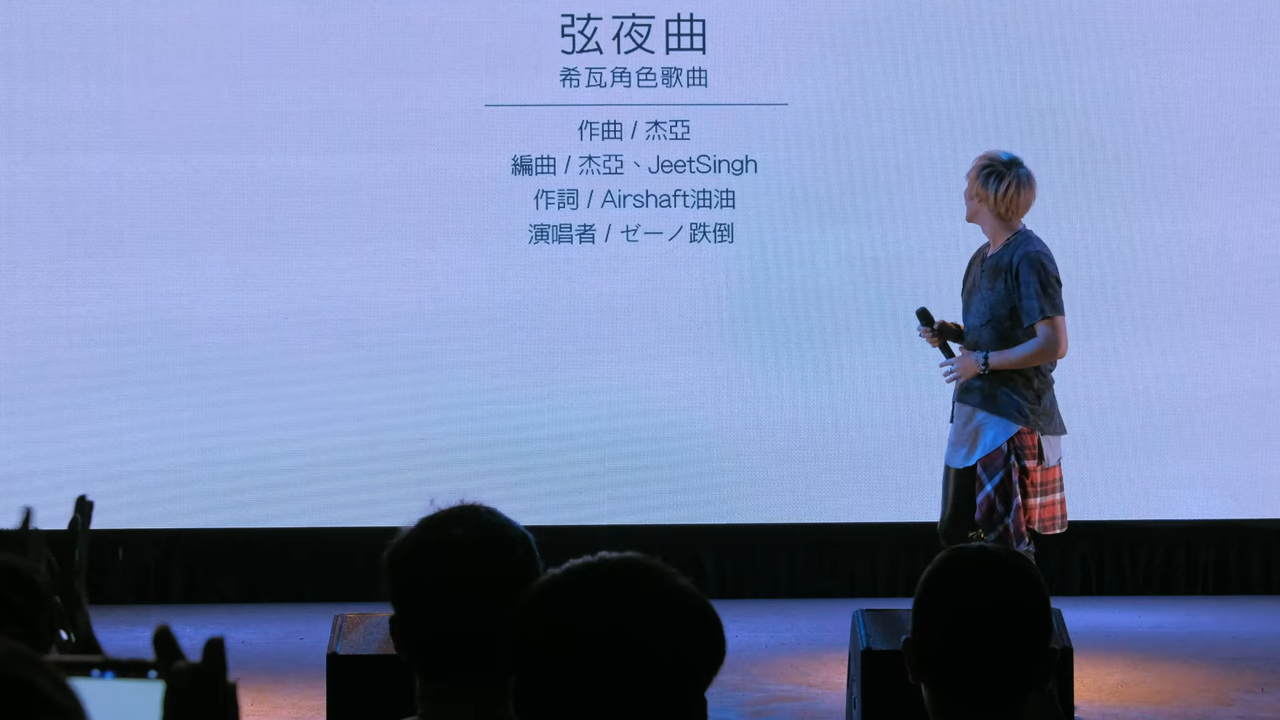 弦夜曲
希瓦角色歌曲
作曲 / 杰亞
編曲 / 杰亞、JeetSingh
作詞 / Airshaft油油
演唱者 / ゼーノ跌倒